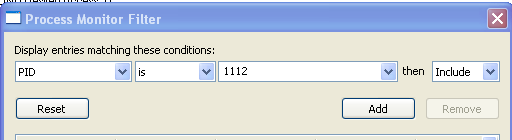 Process Monitor Filter
Display entries matching these conditions:
PID is 1112 then Include
Reset Add Remove